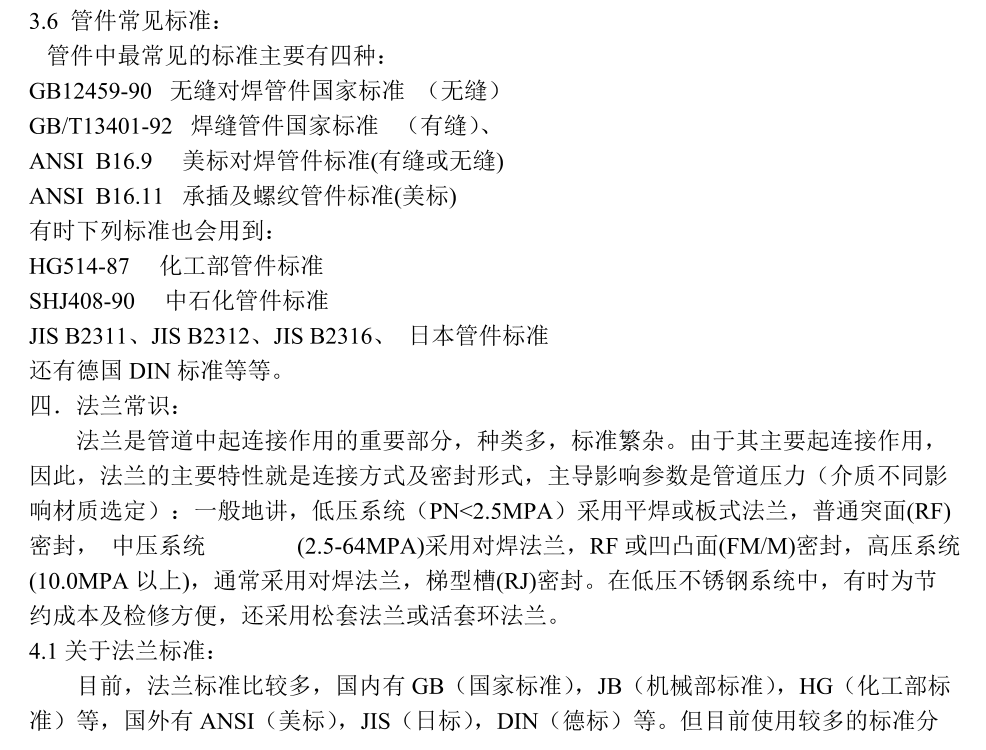 3.6 管件常见标准：
管件中最常见的标准主要有四种：
GB12459-90 无缝对焊管件国家标准 （无缝）
GB/T13401-92 焊缝管件国家标准 （有缝）、
ANSI B16.9 美标对焊管件标准(有缝或无缝)
ANSI B16.11 承插及螺纹管件标准(美标)
有时下列标准也会用到：
HG514-87 化工部管件标准
SHJ408-90 中石化管件标准
JIS B2311、JIS B2312、JIS B2316、 日本管件标准
还有德国 DIN 标准等等。
四．法兰常识：
法兰是管道中起连接作用的重要部分，种类多，标准繁杂。由于其主要起连接作用，
因此，法兰的主要特性就是连接方式及密封形式，主导影响参数是管道压力（介质不同影
响材质选定）：一般地讲，低压系统（PN<2.5MPA）采用平焊或板式法兰，普通突面(RF)
密封， 中压系统 (2.5-64MPA)采用对焊法兰，RF 或凹凸面(FM/M)密封，高压系统
(10.0MPA 以上)，通常采用对焊法兰，梯型槽(RJ)密封。在低压不锈钢系统中，有时为节
约成本及检修方便，还采用松套法兰或活套环法兰。
4.1 关于法兰标准：
目前，法兰标准比较多，国内有 GB（国家标准），JB（机械部标准），HG（化工部标
准）等，国外有 ANSI（美标），JIS（日标），DIN（德标）等。但目前使用较多的标准分